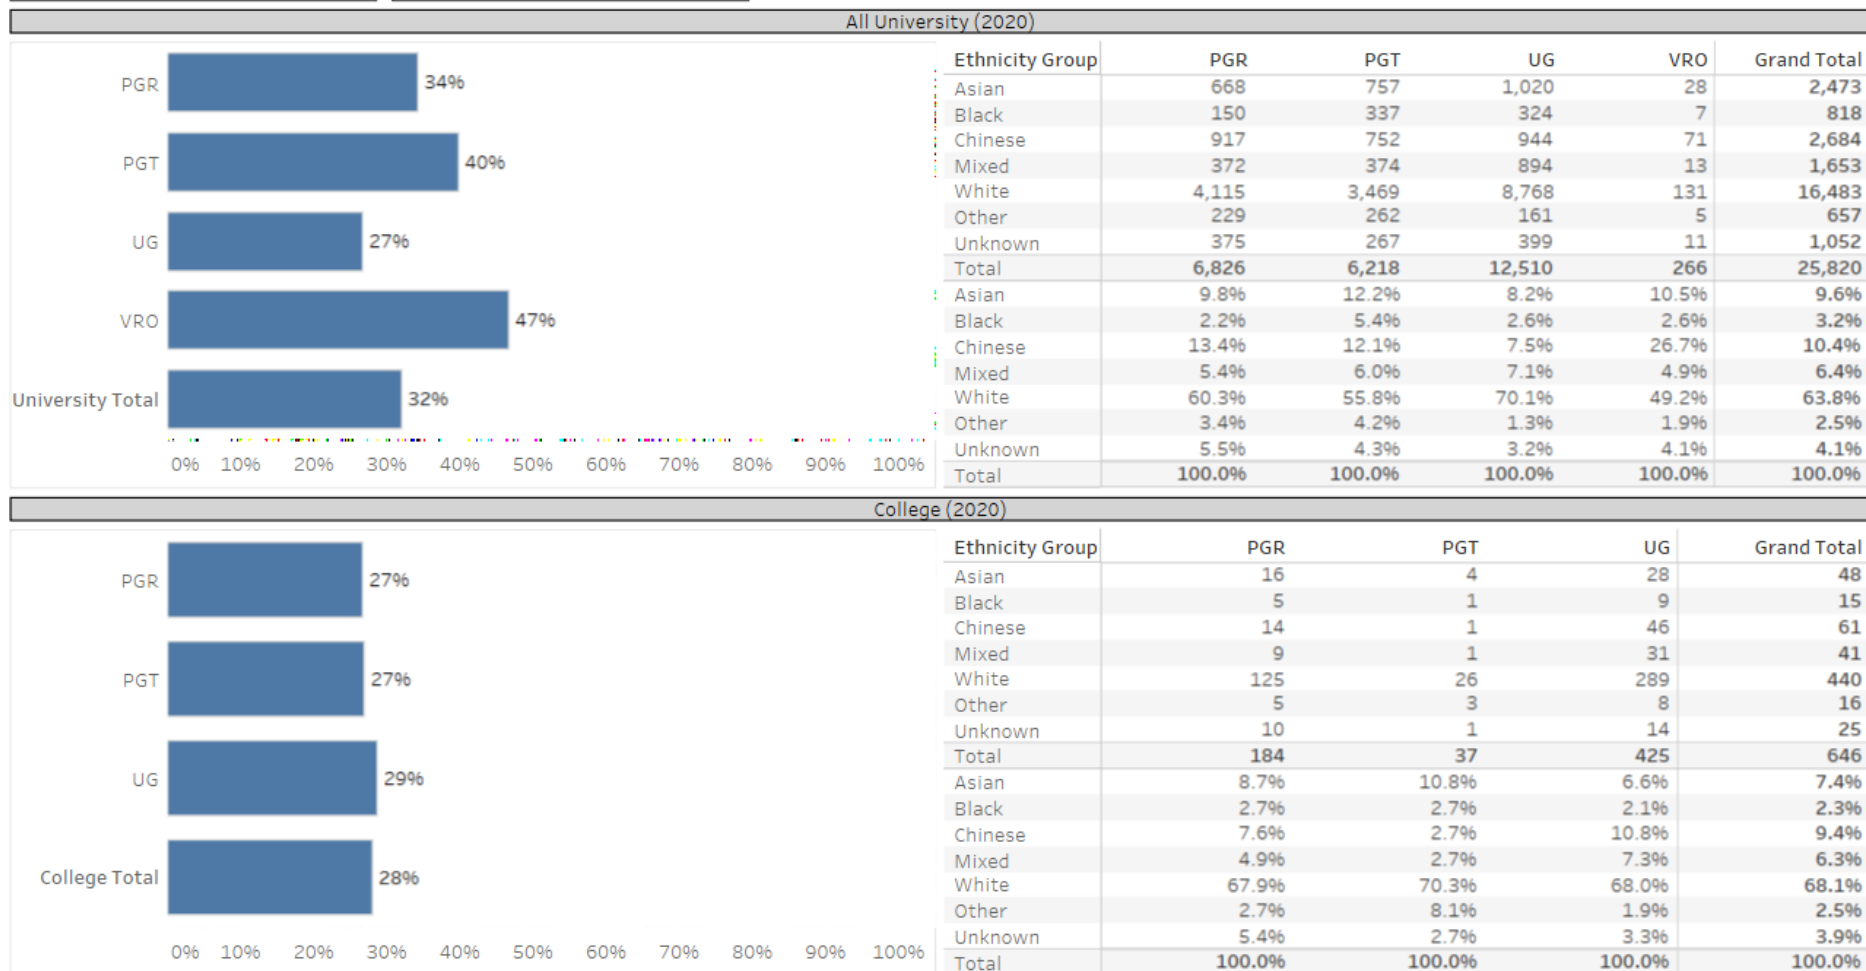 All University (2020)
PGR 34%
PGT 40%
UG 27%
VRO 47%
University Total 32%
0% 10% 20% 30% 40% 50% 60% 70% 80% 90% 100%
Ethnicity Group PGR PGT UG VRO Grand Total
Asian 668 757 1,020 28 2,473
Black 150 337 324 7 818
Chinese 917 752 944 71 2,684
Mixed 372 374 894 13 1,653
White 4,115 3,469 8,768 131 16,483
Other 229 262 161 5 657
Unknown 375 267 399 11 1,052
Total 6,826 6,218 12,510 266 25,820
Asian 9.8% 12.2% 8.2% 10.5% 9.6%
Black 2.2% 5.4% 2.6% 2.6% 3.2%
Chinese 13.4% 12.1% 7.5% 26.7% 10.4%
Mixed 5.4% 6.0% 7.1% 4.9% 6.4%
White 60.3% 55.8% 70.1% 49.2% 63.8%
Other 3.4% 4.2% 1.3% 1.9% 2.5%
Unknown 5.5% 4.3% 3.2% 4.1% 4.1%
Total 100.0% 100.0% 100.0% 100.0% 100.0%
College (2020)
PGR 27%
PGT 27%
UG 29%
College Total 28%
0% 10% 20% 30% 40% 50% 60% 70% 80% 90% 100%
Ethnicity Group PGR PGT UG Grand Total
Asian 16 4 28 48
Black 5 1 9 15
Chinese 14 1 46 61
Mixed 9 1 31 41
White 125 26 289 440
Other 5 3 8 16
Unknown 10 1 14 25
Total 184 37 425 646
Asian 8.7% 10.8% 6.6% 7.4%
Black 2.7% 2.7% 2.1% 2.3%
Chinese 7.6% 2.7% 10.8% 9.4%
Mixed 4.9% 2.7% 7.3% 6.3%
White 67.9% 70.3% 68.0% 68.1%
Other 2.7% 8.1% 1.9% 2.5%
Unknown 5.4% 2.7% 3.3% 3.9%
Total 100.0% 100.0% 100.0% 100.0%